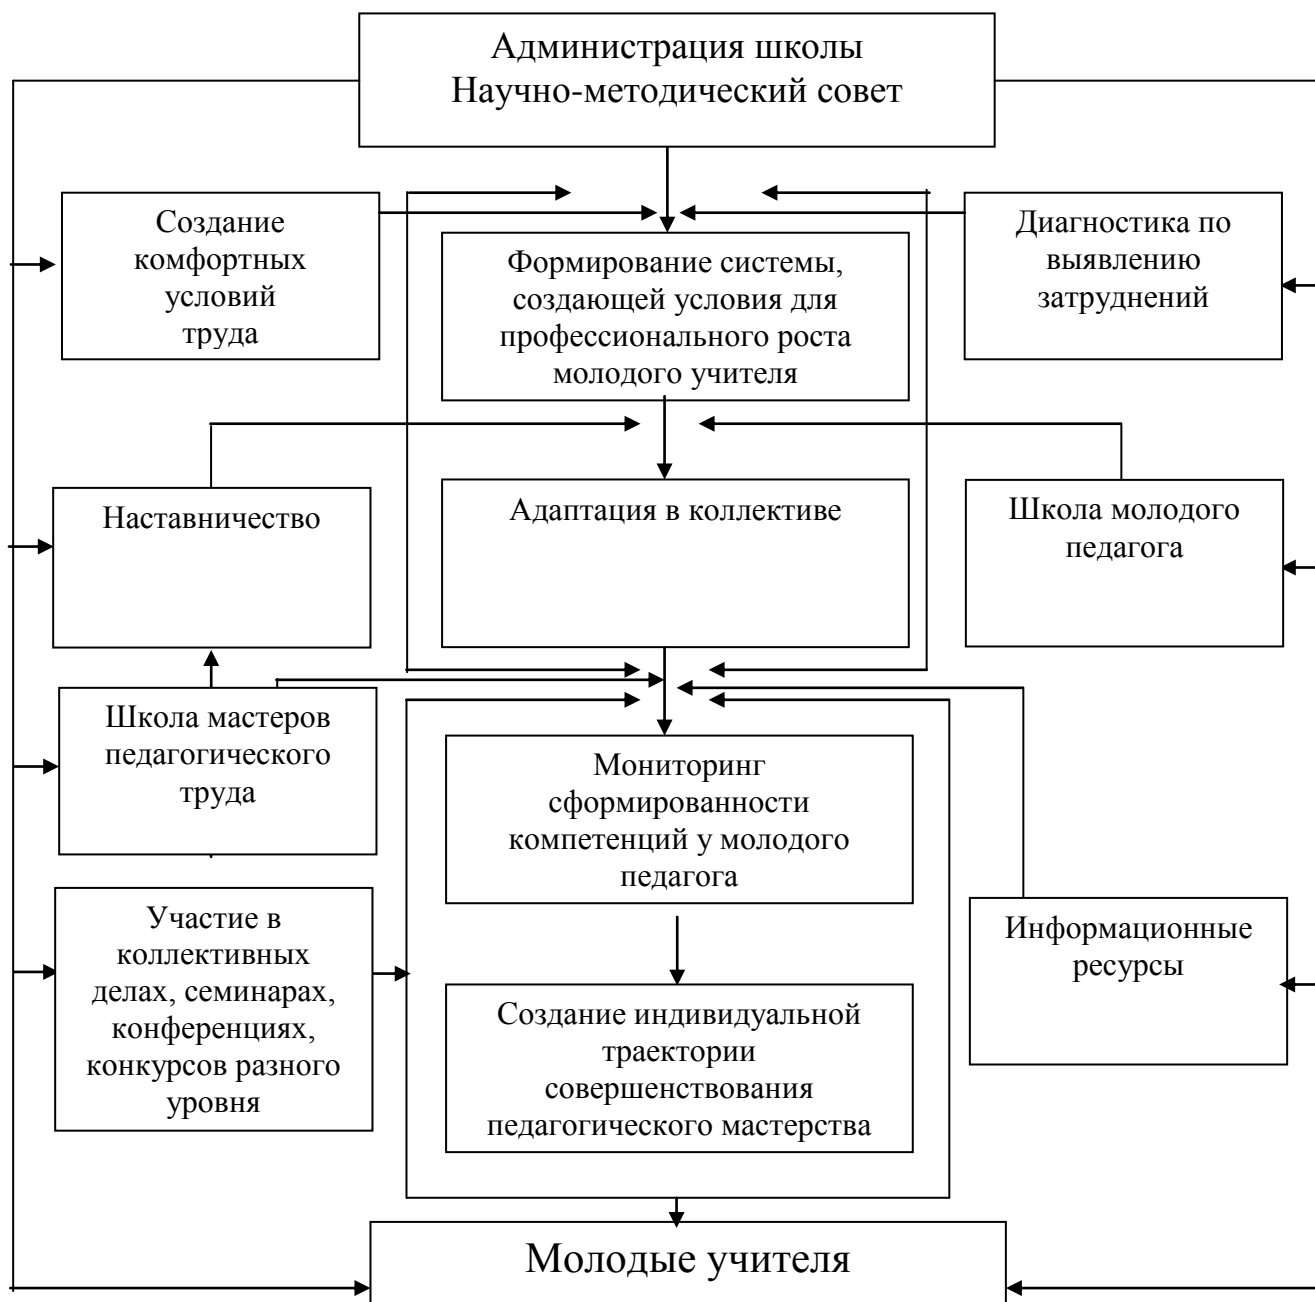 Администрация школы
Научно-методический совет
Создание
комфортных
условий
труда
Формирование системы,
создающей условия для
профессионального роста
молодого учителя
Диагностика по
выявлению
затруднений
Наставничество
Адаптация в коллективе
Школа молодого
педагога
Школа мастеров
педагогического
труда
Мониторинг
сформированности
компетенций у молодого
педагога
Участие в
коллективных
делах, семинарах,
конференциях,
конкурсов разного
уровня
Информационные
ресурсы
Создание индивидуальной
траектории
совершенствования
педагогического мастерства
Молодые учителя